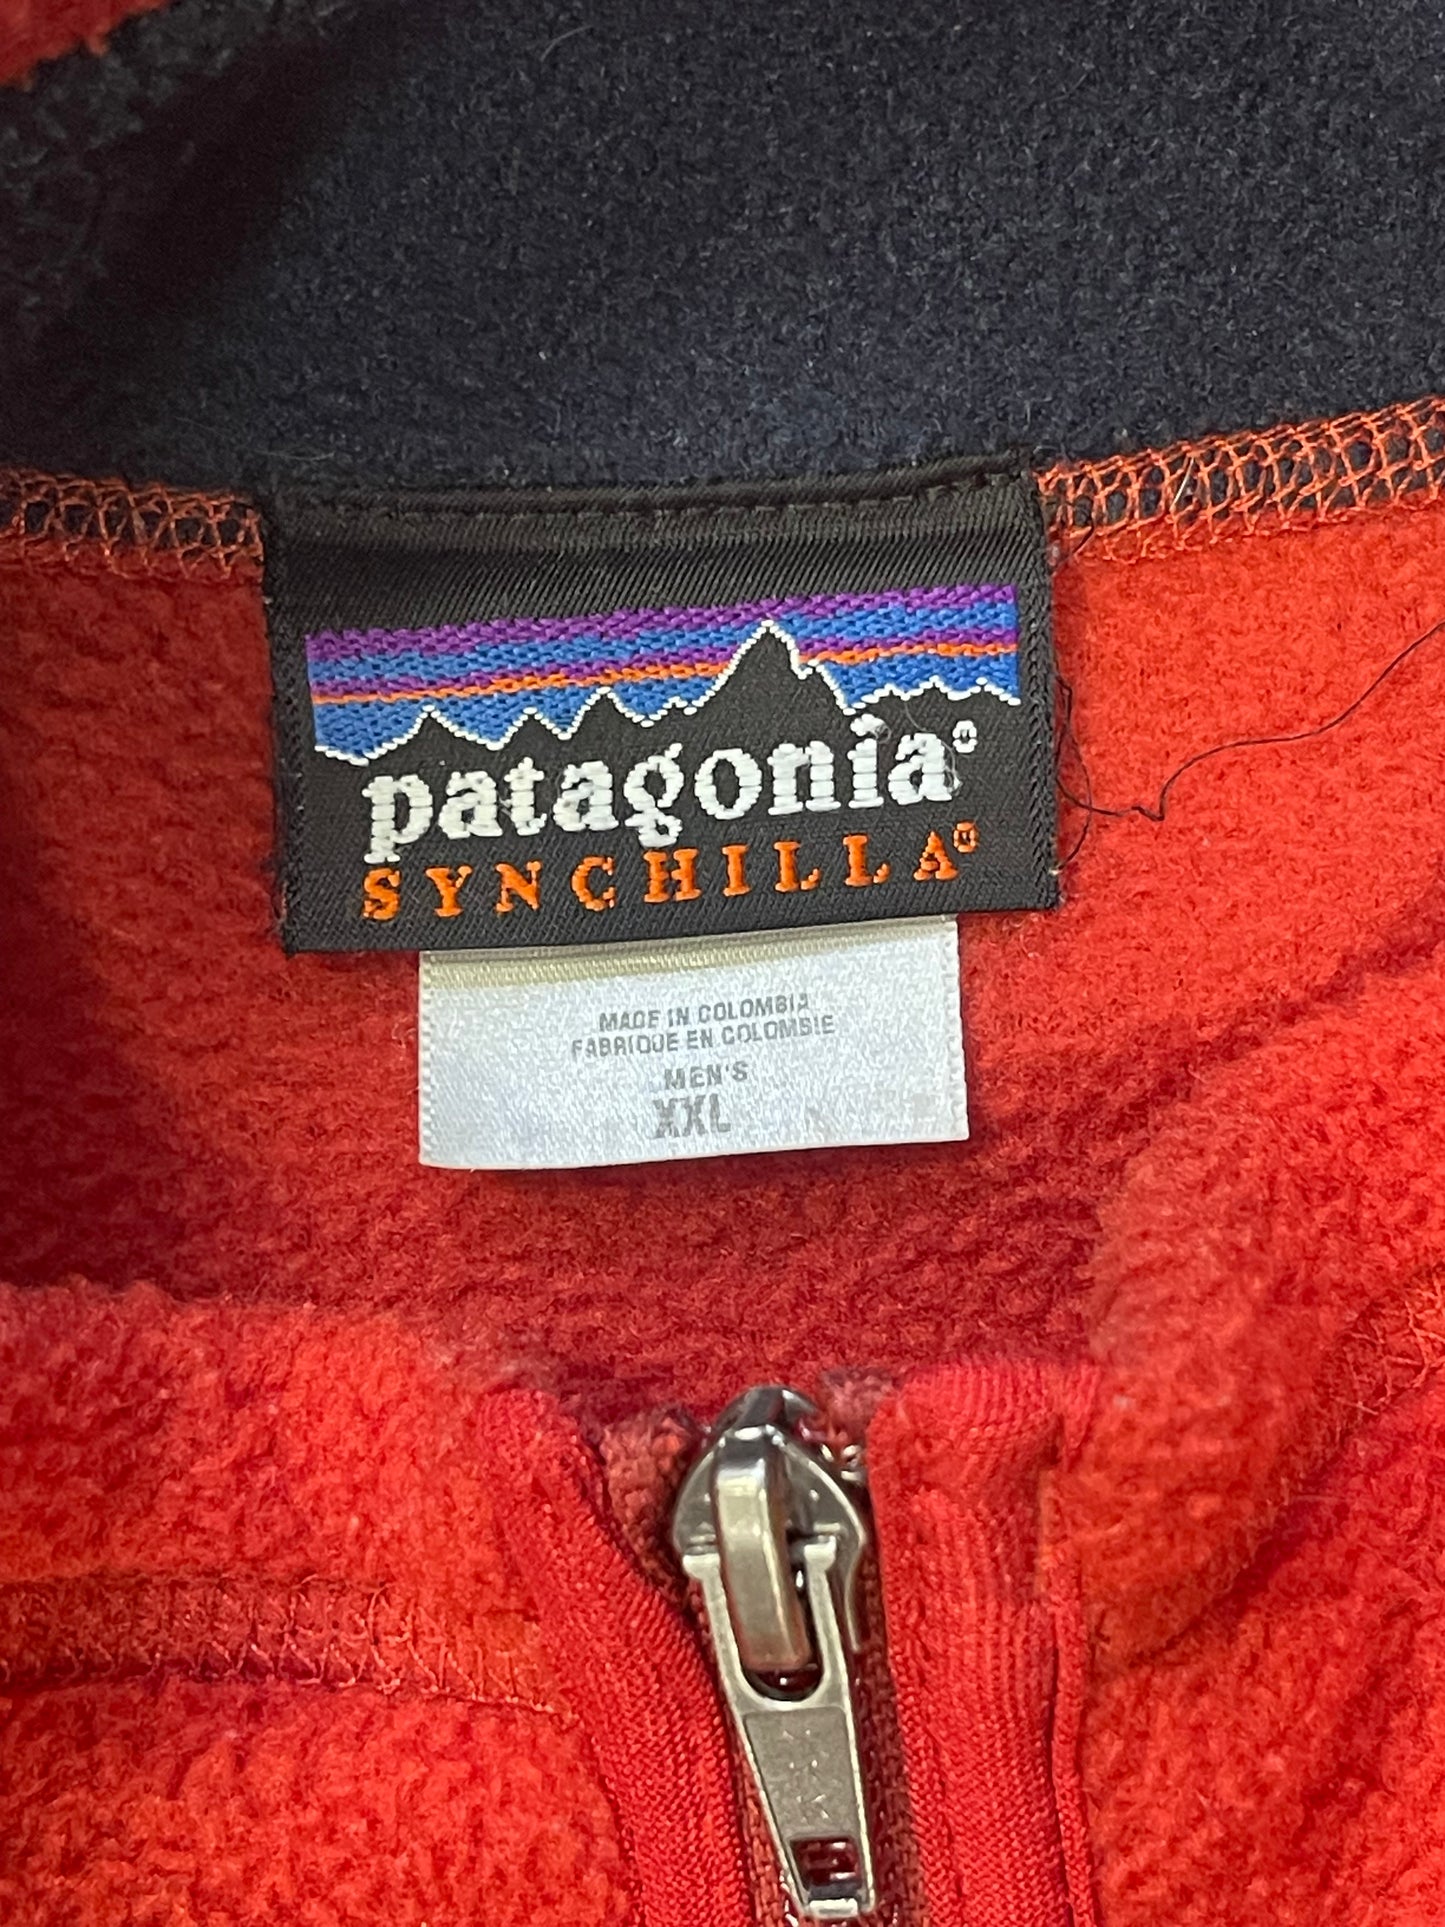 patagonia®
SYNCHILLA®
MADE IN COLOMBIA
FABRIQUE EN COLOMBIE
MEN'S
XXL